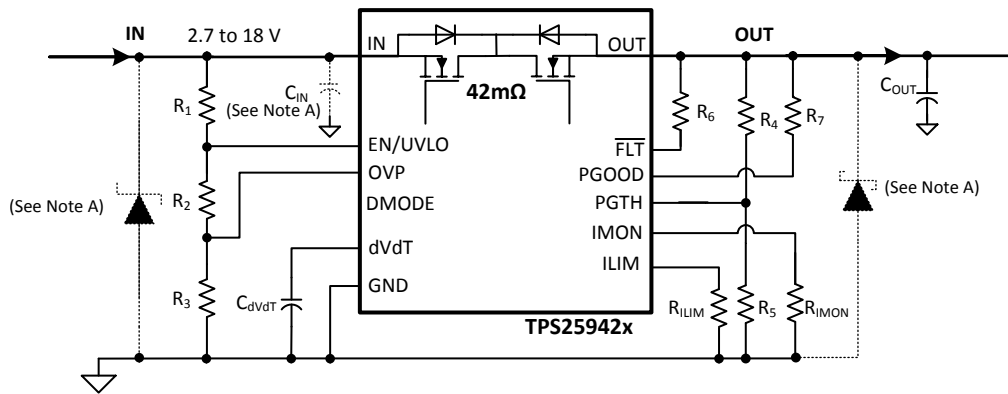 IN
2.7 to 18 V
IN
OUT
OUT
42mΩ
R1
CIN
(See Note A)
COUT
R6
R4
R7
EN/UVLO
FLT
OVP
PGOOD
(See Note A)
R2
DMODE
PGTH
(See Note A)
IMON
dVdT
ILIM
R3
CdVdT
GND
RILIM
R5
RIMON
TPS25942x